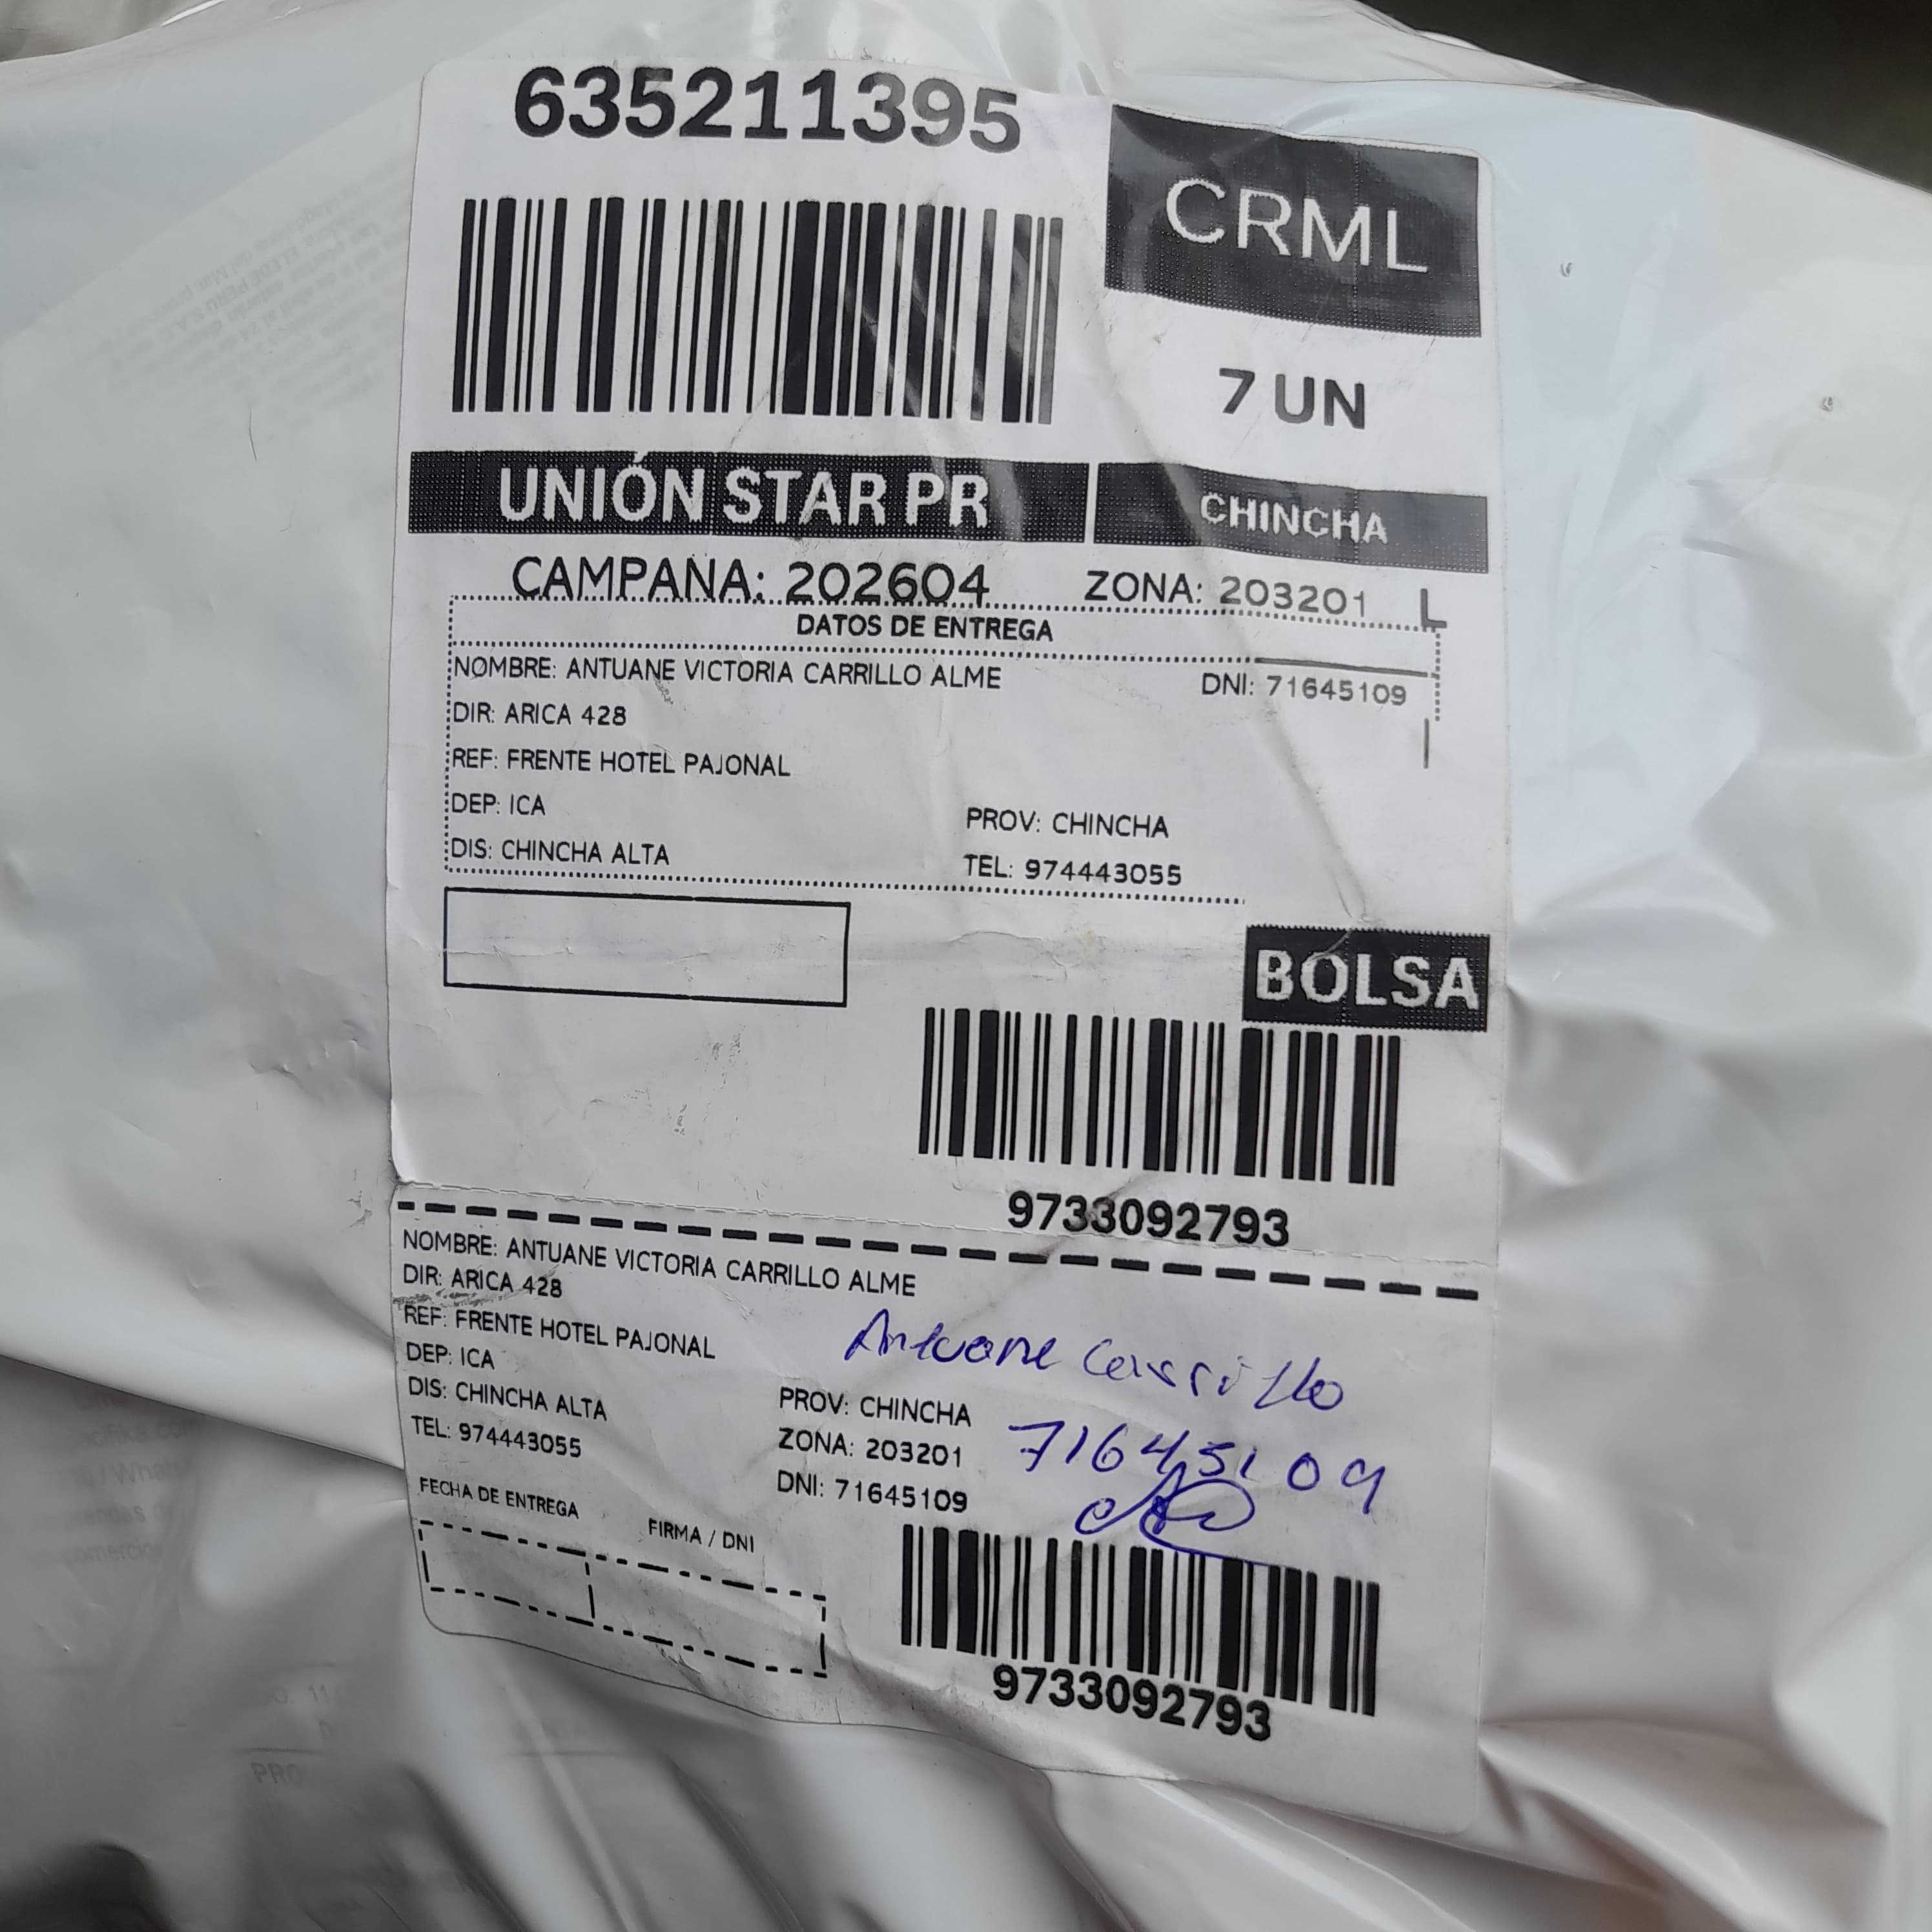 635211395
CRML
7 UN
UNIÓN STAR PR
CHINCHA
CAMPANA: 202604
ZONA: 203201
L
DATOS DE ENTREGA
NOMBRE: ANTUANE VICTORIA CARRILLO ALME
DNI: 71645109
DIR: ARICA 428
REF: FRENTE HOTEL PAJONAL
DEP: ICA
PROV: CHINCHA
DIS: CHINCHA ALTA
TEL: 974443055
BOLSA
9733092793
NOMBRE: ANTUANE VICTORIA CARRILLO ALME
DIR: ARICA 428
REF: FRENTE HOTEL PAJONAL
DEP: ICA
DIS: CHINCHA ALTA
TEL: 974443055
Antuane Carrillo
PROV: CHINCHA
ZONA: 203201
DNI: 71645109
71645109
FECHA DE ENTREGA
FIRMA / DNI
9733092793